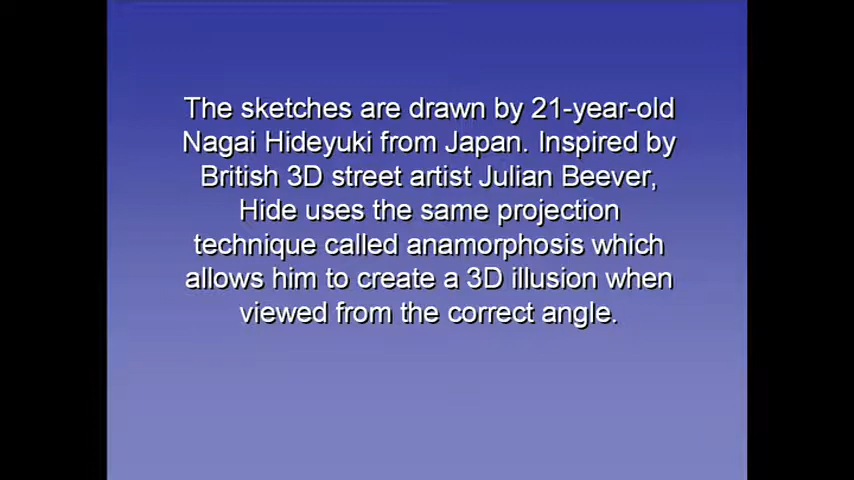 The sketches are drawn by 21-year-old
Nagai Hideyuki from Japan. Inspired by
British 3D street artist Julian Beever,
Hide uses the same projection
technique called anamorphosis which
allows him to create a 3D illusion when
viewed from the correct angle.